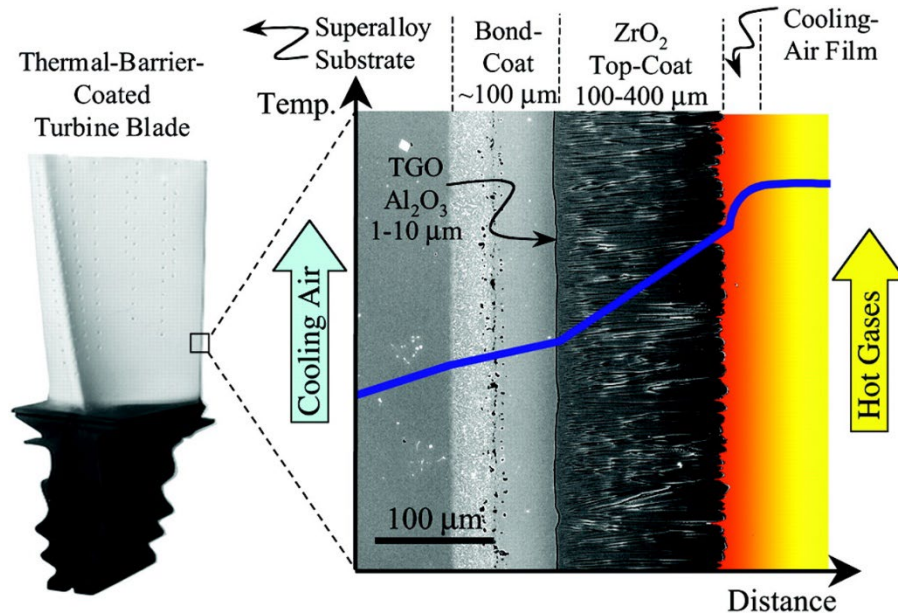 Thermal-Barrier-
Coated
Turbine Blade
Superalloy
Substrate
Temp.
Bond-
Coat
~100 μm
ZrO₂
Top-Coat
100-400 μm
Cooling-
Air Film
TGO
Al₂O₃
1-10 μm
Cooling Air
Hot Gases
100 μm
Distance